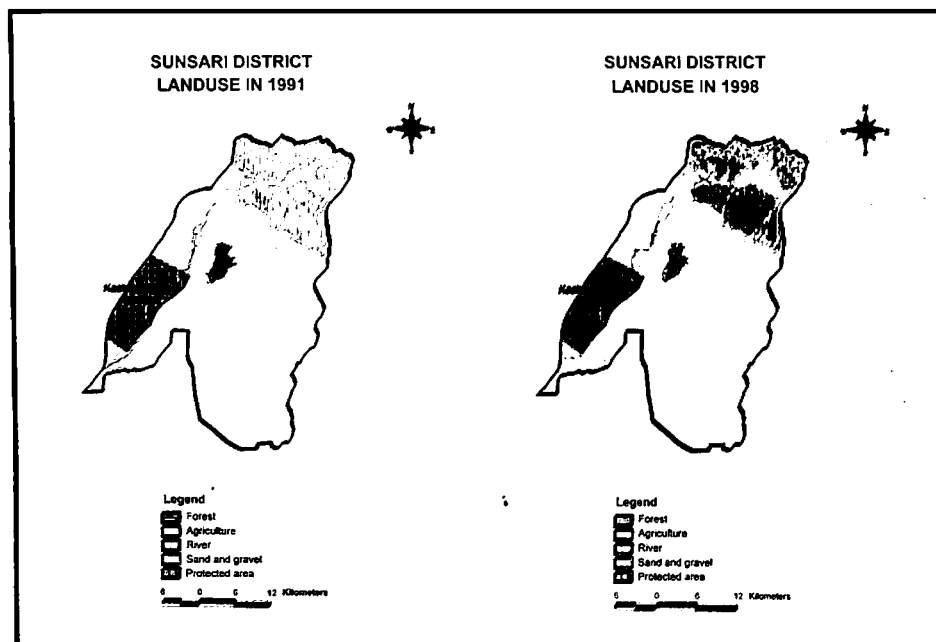 SUNSARI DISTRICT
LANDUSE IN 1991
SUNSARI DISTRICT
LANDUSE IN 1998
Legend
Forest
Agriculture
River
Sand and gravel
Protected area
6 0 6 12 Kilometers
Legend
Forest
Agriculture
River
Sand and gravel
Protected area
6 0 6 12 Kilometers